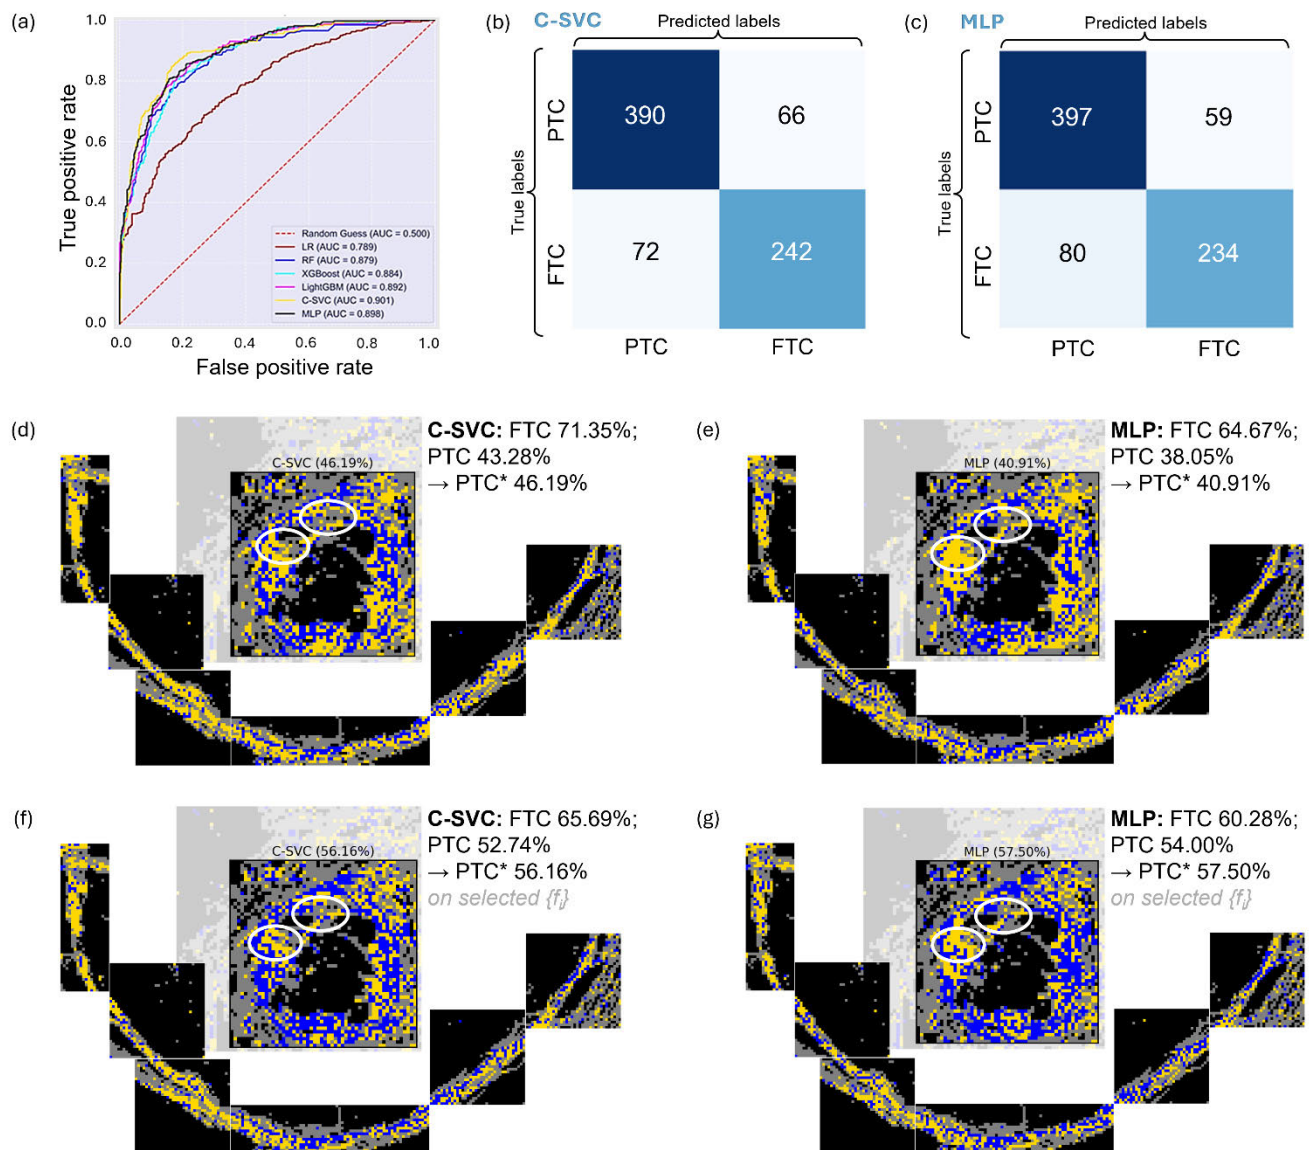 (a)
True positive rate
1.0
0.8
0.6
0.4
0.2
0.0
0.0 0.2 0.4 0.6 0.8 1.0
False positive rate
Random Guess (AUC = 0.500)
LR (AUC = 0.789)
RF (AUC = 0.879)
XGBoost (AUC = 0.884)
LightGBM (AUC = 0.892)
C-SVC (AUC = 0.901)
MLP (AUC = 0.898)
(b) C-SVC
Predicted labels
True labels
PTC
390 66
FTC
72 242
PTC FTC
(c) MLP
Predicted labels
True labels
PTC
397 59
FTC
80 234
PTC FTC
(d)
C-SVC (46.19%)
C-SVC: FTC 71.35%;
PTC 43.28%
→ PTC* 46.19%
(e)
MLP (40.91%)
MLP: FTC 64.67%;
PTC 38.05%
→ PTC* 40.91%
(f)
C-SVC (56.16%)
C-SVC: FTC 65.69%;
PTC 52.74%
→ PTC* 56.16%
on selected {fᵢ}
(g)
MLP (57.50%)
MLP: FTC 60.28%;
PTC 54.00%
→ PTC* 57.50%
on selected {fᵢ}